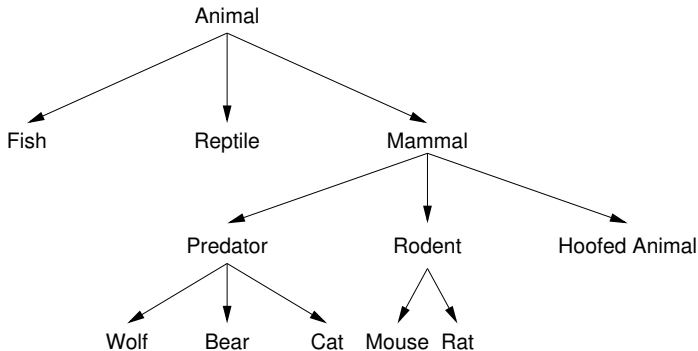 Animal
Fish Reptile Mammal
Predator Rodent Hoofed Animal
Wolf Bear Cat Mouse Rat